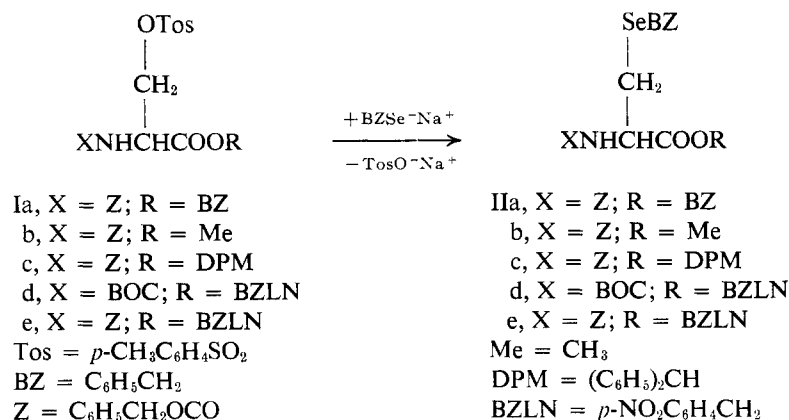 OTos
CH₂
XNHCHCOOR
+BZSe⁻Na⁺
−TosO⁻Na⁺
SeBZ
CH₂
XNHCHCOOR
Ia, X = Z; R = BZ
b, X = Z; R = Me
c, X = Z; R = DPM
d, X = BOC; R = BZLN
e, X = Z; R = BZLN
Tos = p-CH₃C₆H₄SO₂
BZ = C₆H₅CH₂
Z = C₆H₅CH₂OCO
IIa, X = Z; R = BZ
b, X = Z; R = Me
c, X = Z; R = DPM
d, X = BOC; R = BZLN
e, X = Z; R = BZLN
Me = CH₃
DPM = (C₆H₅)₂CH
BZLN = p-NO₂C₆H₄CH₂